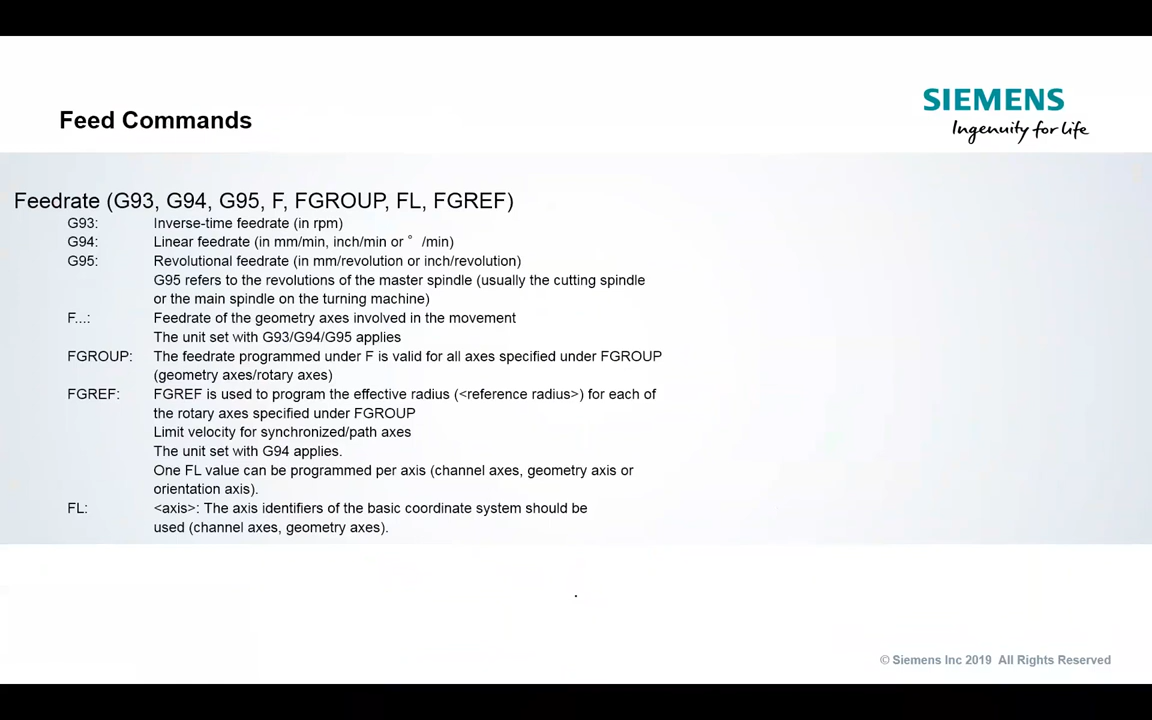 SIEMENS
Ingenuity for life
Feed Commands
Feedrate (G93, G94, G95, F, FGROUP, FL, FGREF)
G93: Inverse-time feedrate (in rpm)
G94: Linear feedrate (in mm/min, inch/min or ° /min)
G95: Revolutional feedrate (in mm/revolution or inch/revolution)
G95 refers to the revolutions of the master spindle (usually the cutting spindle
or the main spindle on the turning machine)
F...: Feedrate of the geometry axes involved in the movement
The unit set with G93/G94/G95 applies
FGROUP: The feedrate programmed under F is valid for all axes specified under FGROUP
(geometry axes/rotary axes)
FGREF: FGREF is used to program the effective radius (<reference radius>) for each of
the rotary axes specified under FGROUP
Limit velocity for synchronized/path axes
The unit set with G94 applies.
One FL value can be programmed per axis (channel axes, geometry axis or
orientation axis).
FL: <axis>: The axis identifiers of the basic coordinate system should be
used (channel axes, geometry axes).
.
© Siemens Inc 2019 All Rights Reserved